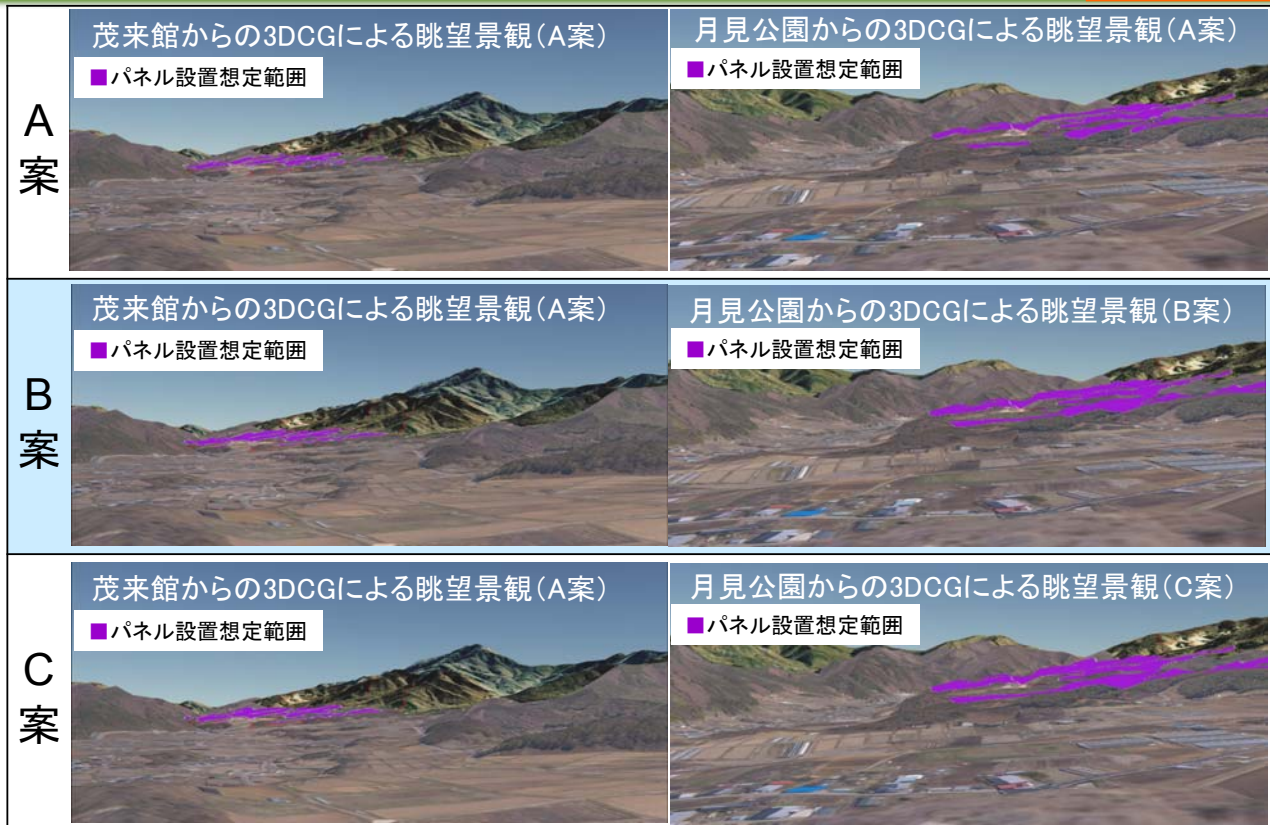 A案
茂来館からの3DCGによる眺望景観(A案)
■パネル設置想定範囲
月見公園からの3DCGによる眺望景観(A案)
■パネル設置想定範囲
B案
茂来館からの3DCGによる眺望景観(A案)
■パネル設置想定範囲
月見公園からの3DCGによる眺望景観(B案)
■パネル設置想定範囲
C案
茂来館からの3DCGによる眺望景観(A案)
■パネル設置想定範囲
月見公園からの3DCGによる眺望景観(C案)
■パネル設置想定範囲